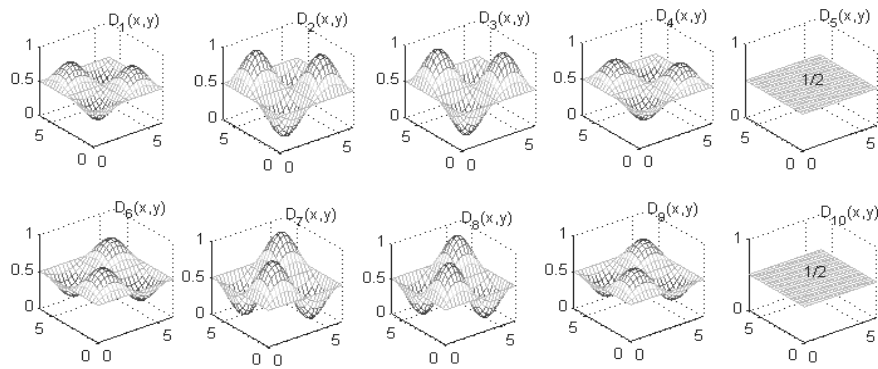 D1(x,y) D2(x,y) D3(x,y) D4(x,y) D5(x,y)
1 1 1 1 1
0.5 0.5 0.5 0.5 0.5 1/2
0 0 0 0 0
5 5 5 5 5 5 5 5 5 5
0 0 0 0 0 0 0 0 0 0
D6(x,y) D7(x,y) D8(x,y) D9(x,y) D10(x,y)
1 1 1 1 1
0.5 0.5 0.5 0.5 0.5 1/2
0 0 0 0 0
5 5 5 5 5 5 5 5 5 5
0 0 0 0 0 0 0 0 0 0